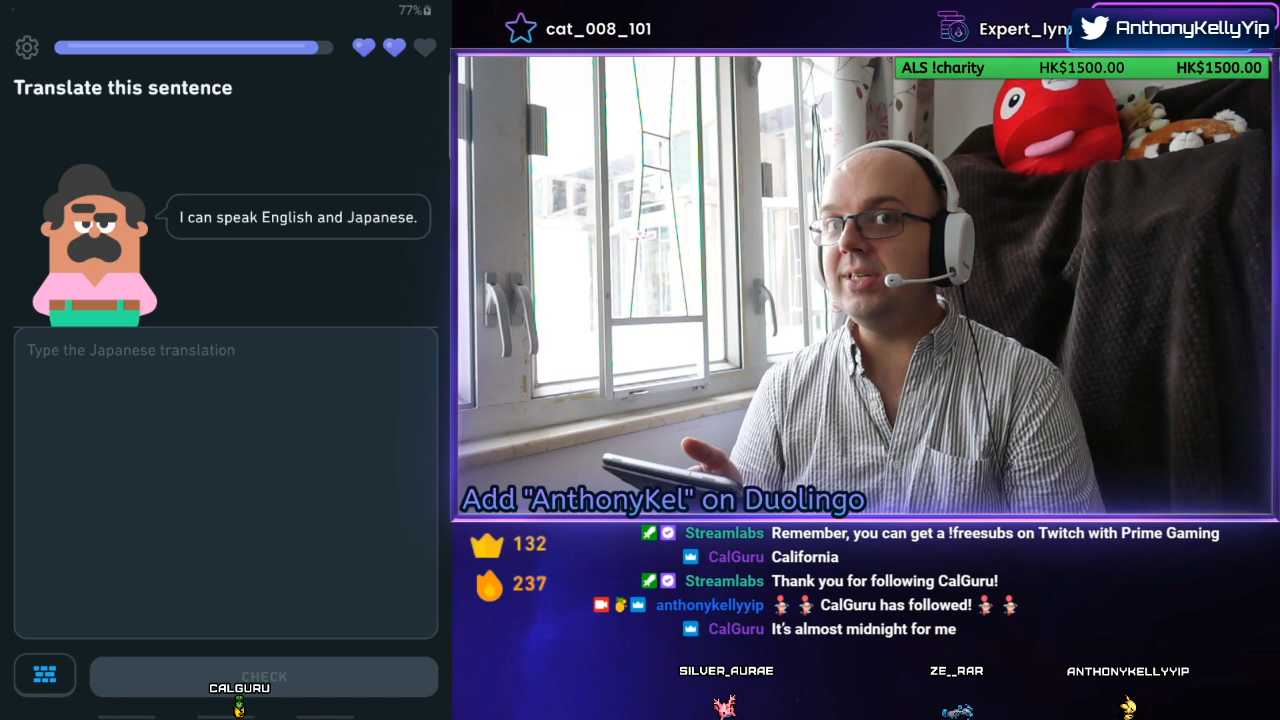 77%
Translate this sentence
I can speak English and Japanese.
Type the Japanese translation
CHECK
CALGURU
cat_008_101
Expert_lyn
AnthonyKellyYip
ALS !charity HK$1500.00 HK$1500.00
Add "AnthonyKel" on Duolingo
132
237
Streamlabs Remember, you can get a !freesubs on Twitch with Prime Gaming
CalGuru California
Streamlabs Thank you for following CalGuru!
anthonykellyyip CalGuru has followed!
CalGuru It's almost midnight for me
SILVER_AURAE
ZE__RAR
ANTHONYKELLYYIP